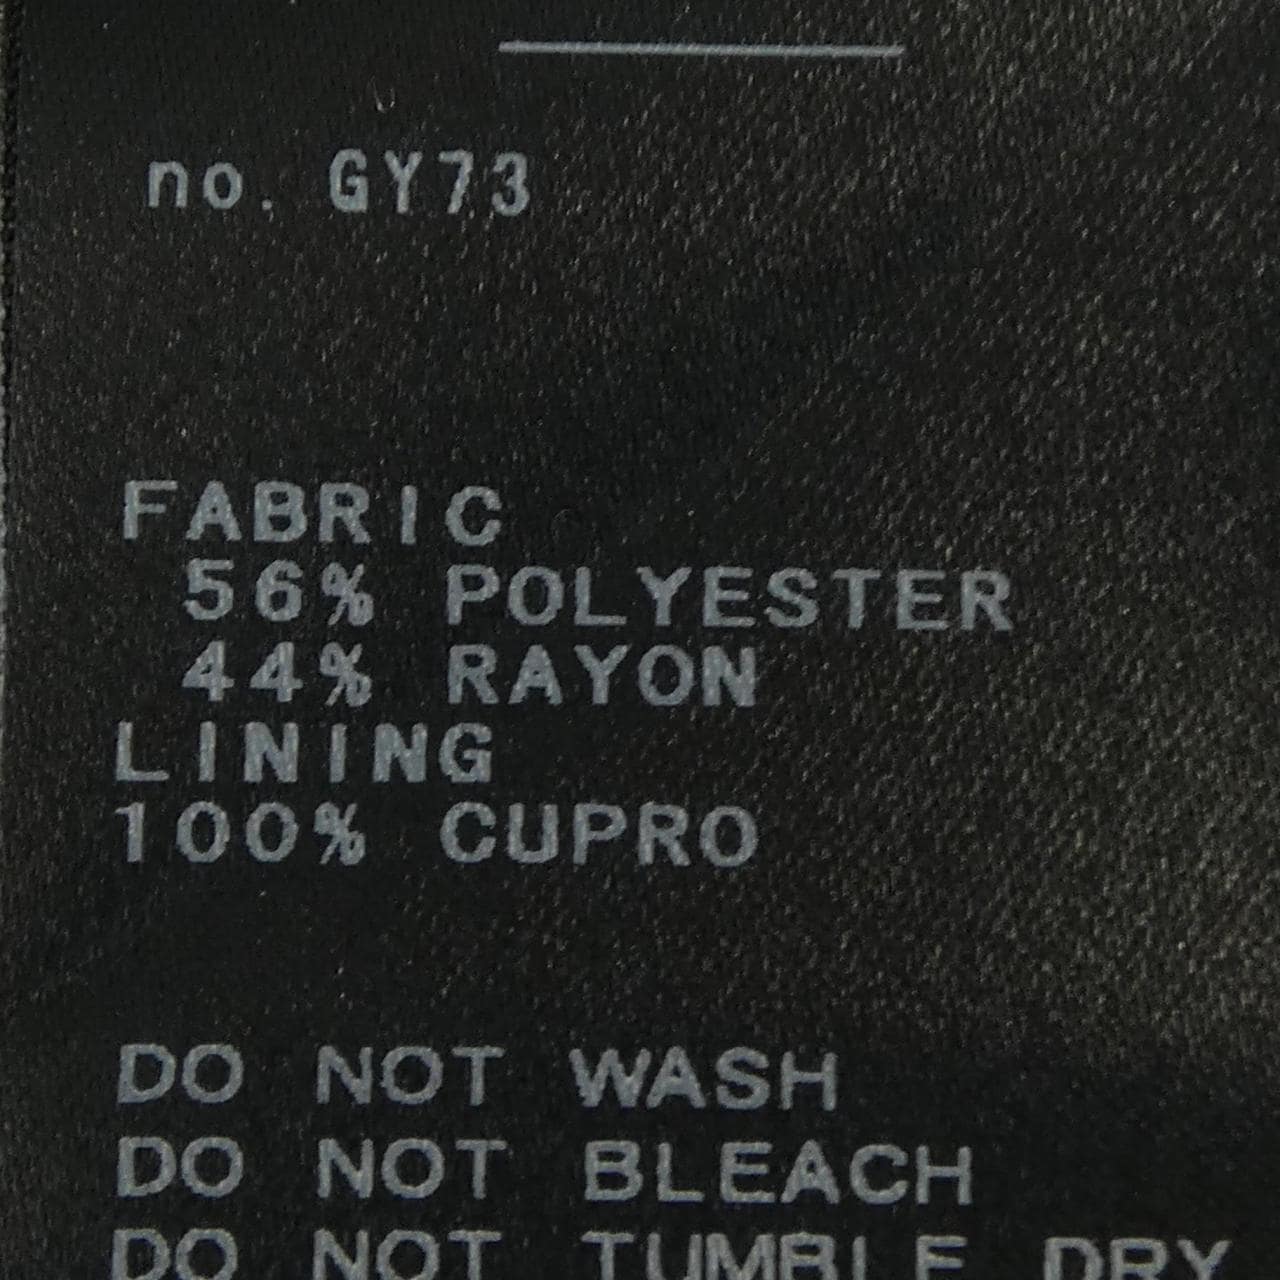 no. GY73
FABRIC
56% POLYESTER
44% RAYON
LINING
100% CUPRO
DO NOT WASH
DO NOT BLEACH
DO NOT TUMBLE DRY